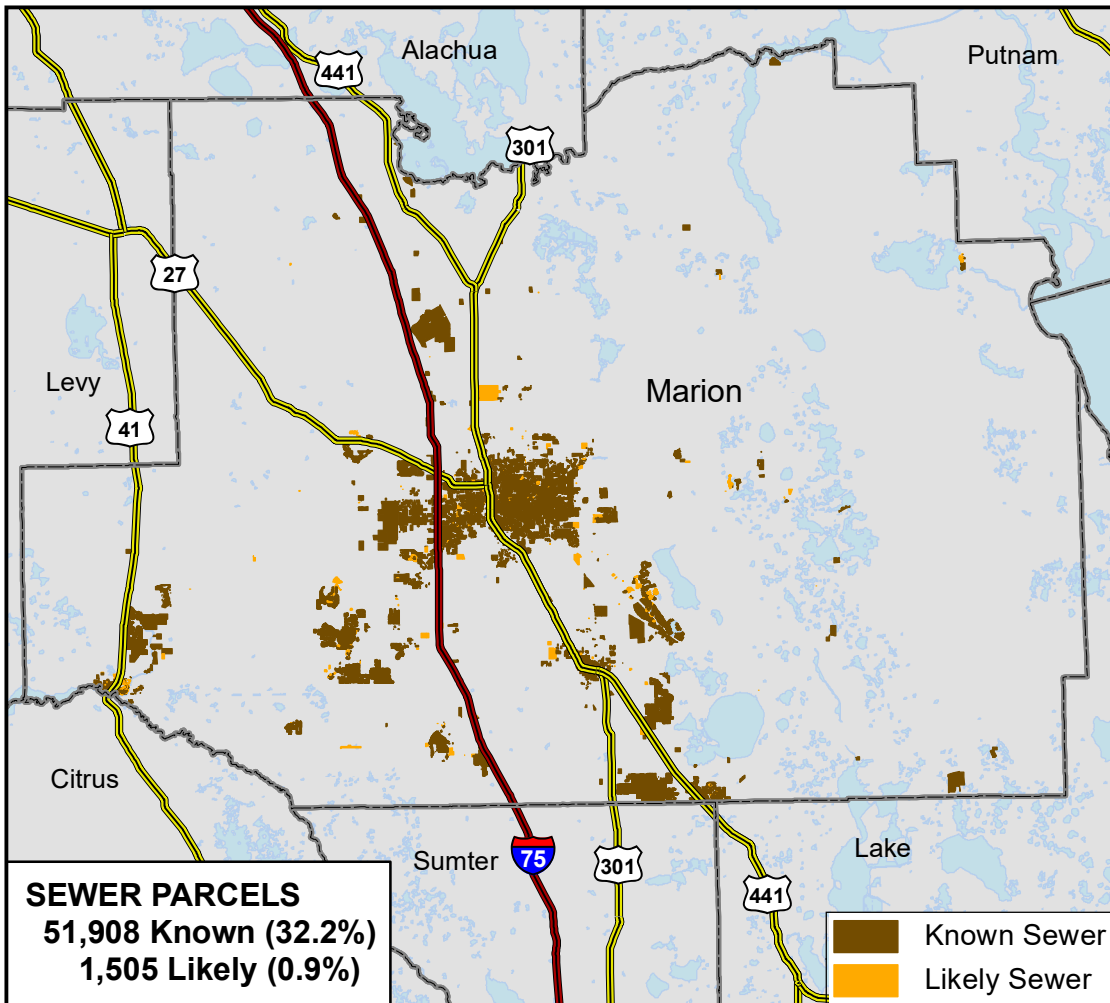 Alachua
Putnam
441
301
27
Levy
Marion
41
Citrus
Sumter
75
301
Lake
441
SEWER PARCELS
51,908 Known (32.2%)
1,505 Likely (0.9%)
Known Sewer
Likely Sewer